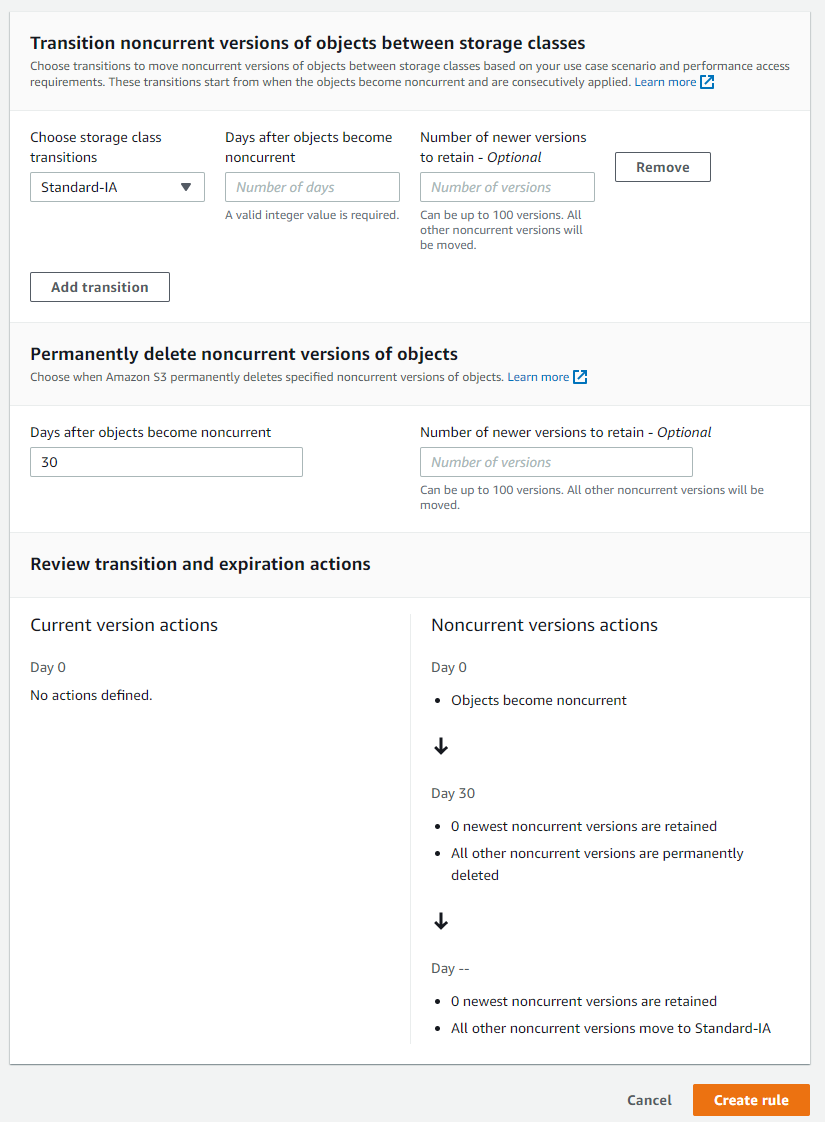 Transition noncurrent versions of objects between storage classes
Choose transitions to move noncurrent versions of objects between storage classes based on your use case scenario and performance access
requirements. These transitions start from when the objects become noncurrent and are consecutively applied. Learn more
Choose storage class
transitions
Standard-IA
Days after objects become
noncurrent
Number of days
A valid integer value is required.
Number of newer versions
to retain - Optional
Number of versions
Can be up to 100 versions. All
other noncurrent versions will
be moved.
Remove
Add transition
Permanently delete noncurrent versions of objects
Choose when Amazon S3 permanently deletes specified noncurrent versions of objects. Learn more
Days after objects become noncurrent
30
Number of newer versions to retain - Optional
Number of versions
Can be up to 100 versions. All other noncurrent versions will be
moved.
Review transition and expiration actions
Current version actions
Day 0
No actions defined.
Noncurrent versions actions
Day 0
• Objects become noncurrent
Day 30
• 0 newest noncurrent versions are retained
• All other noncurrent versions are permanently
deleted
Day --
• 0 newest noncurrent versions are retained
• All other noncurrent versions move to Standard-IA
Cancel
Create rule